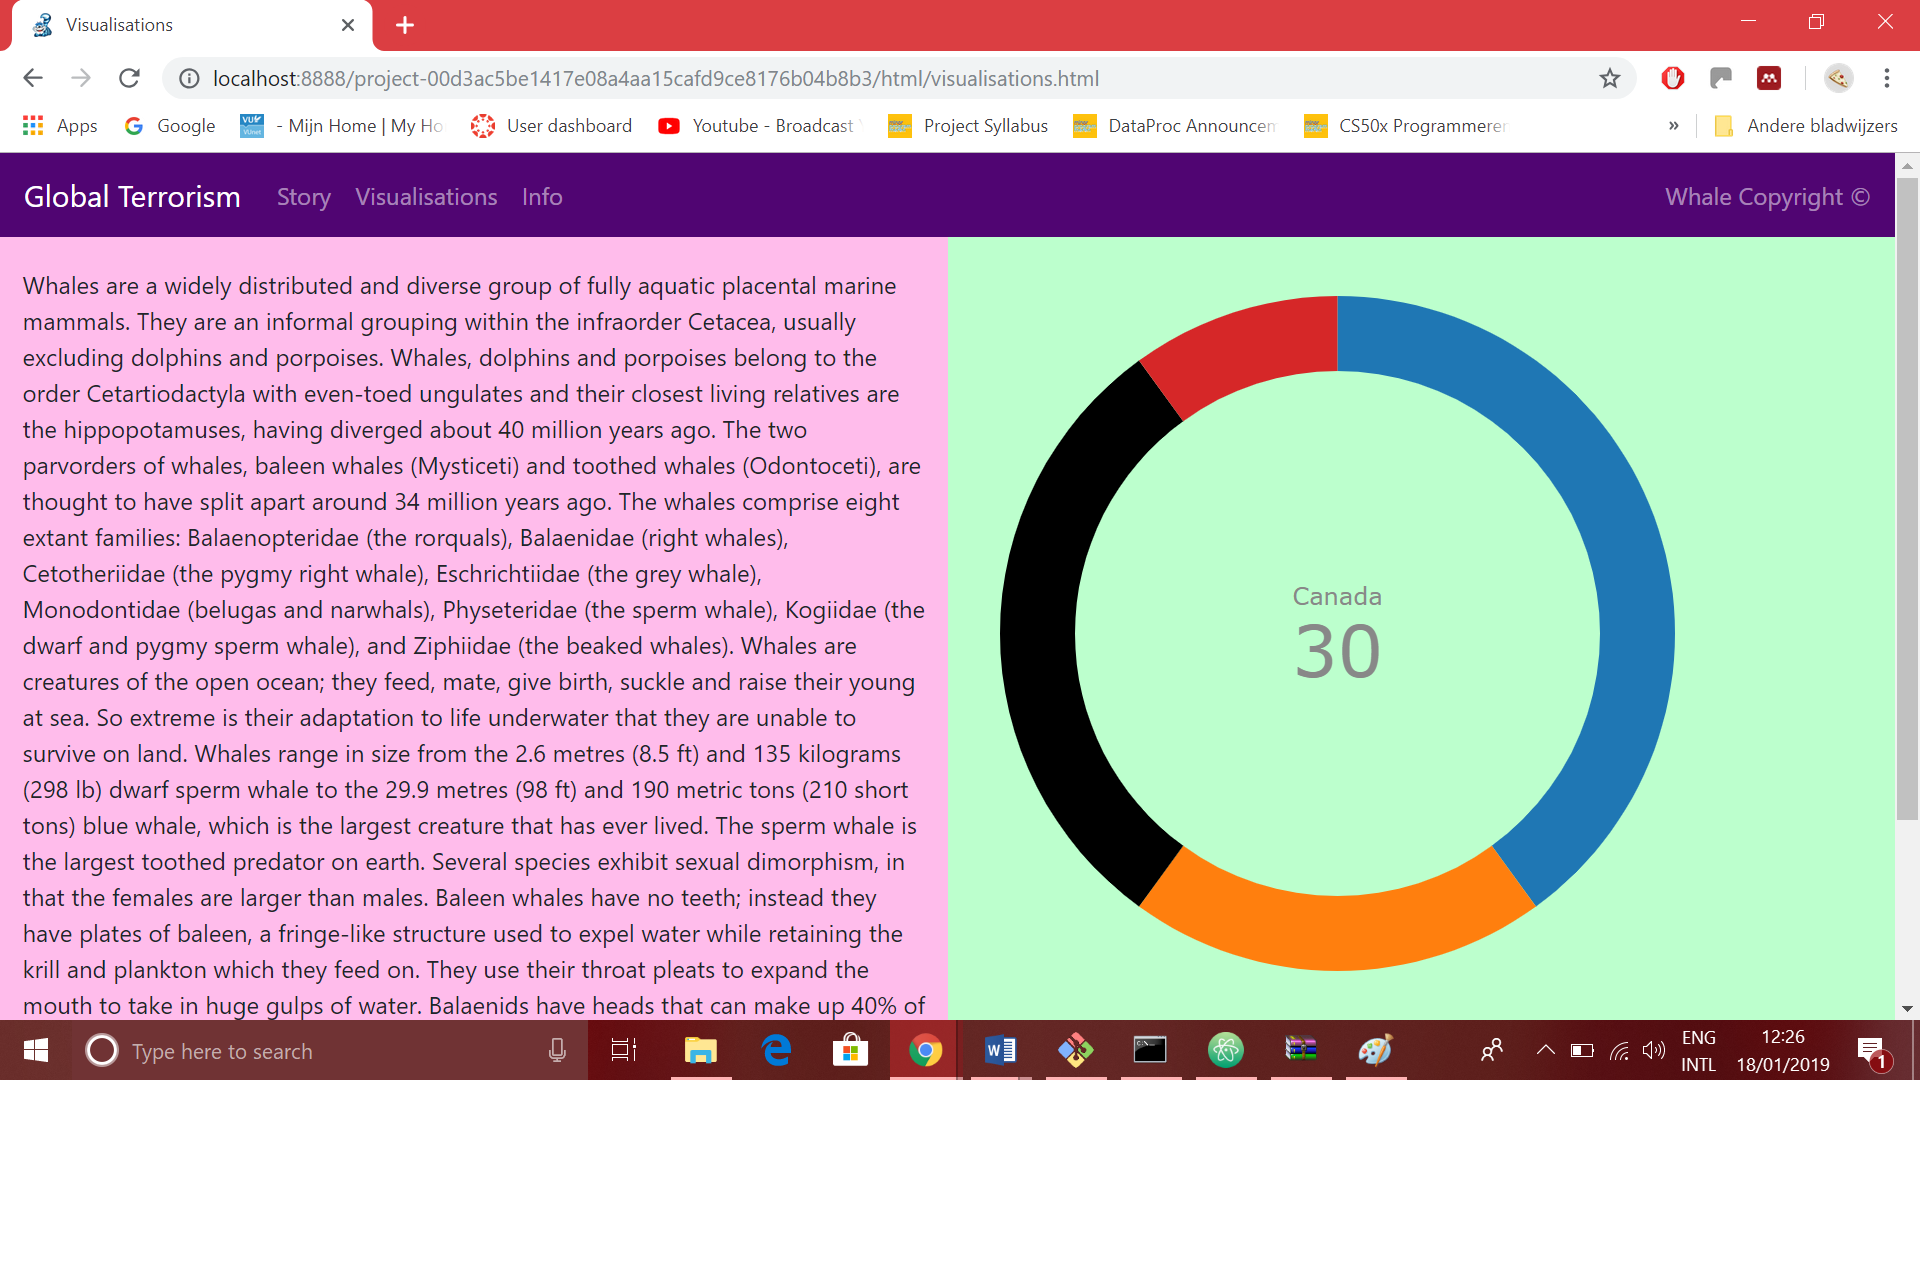 Visualisations
localhost:8888/project-00d3ac5be1417e08a4aa15cafd9ce8176b04b8b3/html/visualisations.html
Apps Google - Mijn Home | My Ho User dashboard Youtube - Broadcast Project Syllabus DataProc Announcem CS50x Programmeren » Andere bladwijzers
Global Terrorism Story Visualisations Info Whale Copyright ©
Whales are a widely distributed and diverse group of fully aquatic placental marine
mammals. They are an informal grouping within the infraorder Cetacea, usually
excluding dolphins and porpoises. Whales, dolphins and porpoises belong to the
order Cetartiodactyla with even-toed ungulates and their closest living relatives are
the hippopotamuses, having diverged about 40 million years ago. The two
parvorders of whales, baleen whales (Mysticeti) and toothed whales (Odontoceti), are
thought to have split apart around 34 million years ago. The whales comprise eight
extant families: Balaenopteridae (the rorquals), Balaenidae (right whales),
Cetotheriidae (the pygmy right whale), Eschrichtiidae (the grey whale),
Monodontidae (belugas and narwhals), Physeteridae (the sperm whale), Kogiidae (the
dwarf and pygmy sperm whale), and Ziphiidae (the beaked whales). Whales are
creatures of the open ocean; they feed, mate, give birth, suckle and raise their young
at sea. So extreme is their adaptation to life underwater that they are unable to
survive on land. Whales range in size from the 2.6 metres (8.5 ft) and 135 kilograms
(298 lb) dwarf sperm whale to the 29.9 metres (98 ft) and 190 metric tons (210 short
tons) blue whale, which is the largest creature that has ever lived. The sperm whale is
the largest toothed predator on earth. Several species exhibit sexual dimorphism, in
that the females are larger than males. Baleen whales have no teeth; instead they
have plates of baleen, a fringe-like structure used to expel water while retaining the
krill and plankton which they feed on. They use their throat pleats to expand the
mouth to take in huge gulps of water. Balaenids have heads that can make up 40% of
Canada
30
Type here to search
ENG
INTL
12:26
18/01/2019
1